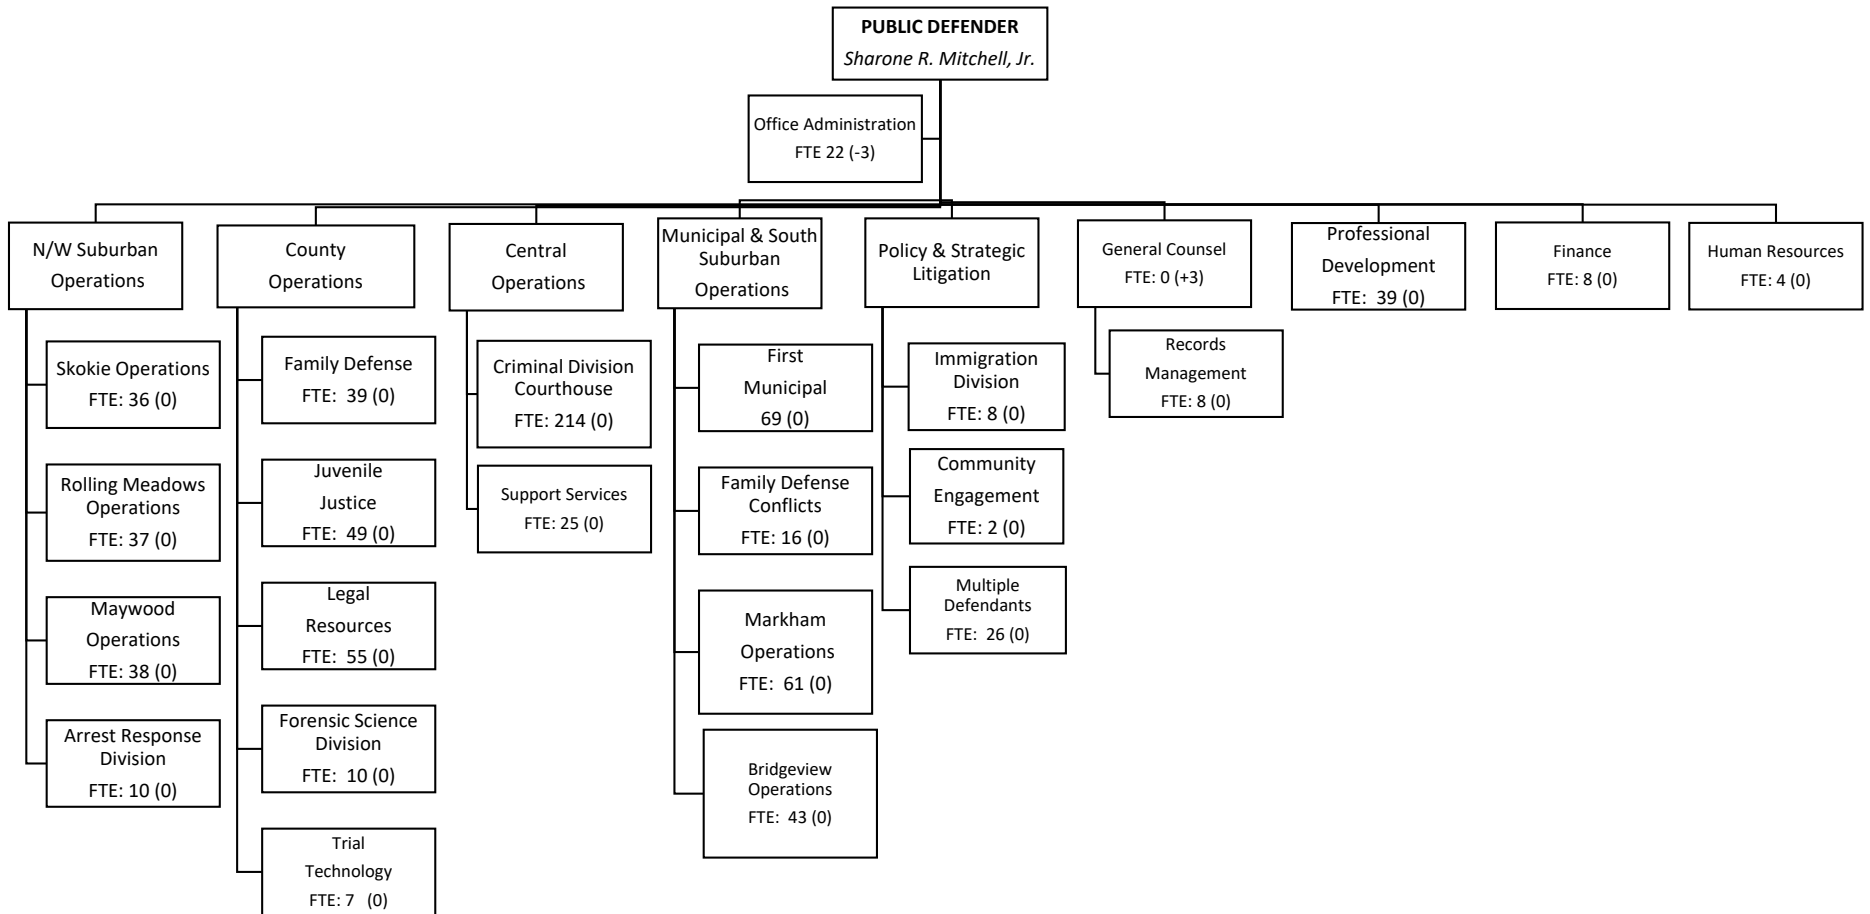 PUBLIC DEFENDER
Sharone R. Mitchell, Jr.
Office Administration
FTE 22 (-3)
N/W Suburban
Operations
Skokie Operations
FTE: 36 (0)
Rolling Meadows
Operations
FTE: 37 (0)
Maywood
Operations
FTE: 38 (0)
Arrest Response
Division
FTE: 10 (0)
County
Operations
Family Defense
FTE: 39 (0)
Juvenile
Justice
FTE: 49 (0)
Legal
Resources
FTE: 55 (0)
Forensic Science
Division
FTE: 10 (0)
Trial
Technology
FTE: 7 (0)
Central
Operations
Criminal Division
Courthouse
FTE: 214 (0)
Support Services
FTE: 25 (0)
Municipal & South
Suburban
Operations
First
Municipal
69 (0)
Family Defense
Conflicts
FTE: 16 (0)
Markham
Operations
FTE: 61 (0)
Bridgeview
Operations
FTE: 43 (0)
Policy & Strategic
Litigation
Immigration
Division
FTE: 8 (0)
Community
Engagement
FTE: 2 (0)
Multiple
Defendants
FTE: 26 (0)
General Counsel
FTE: 0 (+3)
Records
Management
FTE: 8 (0)
Professional
Development
FTE: 39 (0)
Finance
FTE: 8 (0)
Human Resources
FTE: 4 (0)